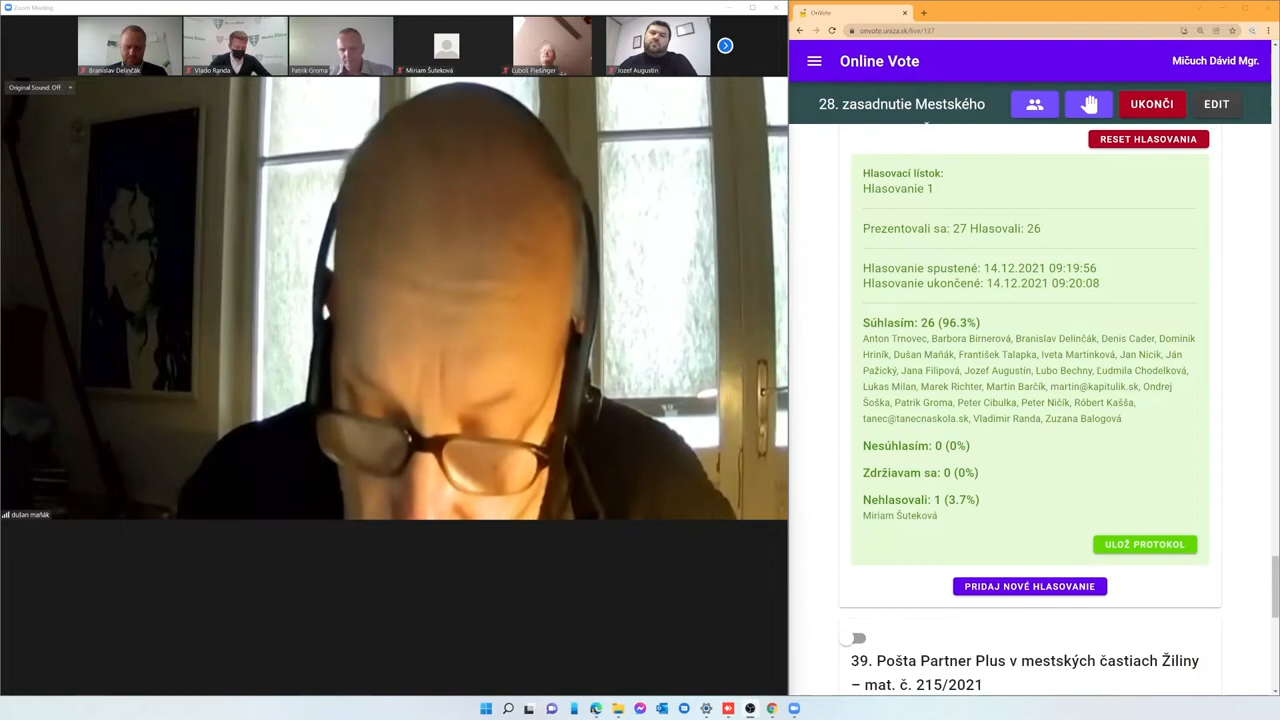 Zoom Meeting
Branislav Delinčák
Vlado Randa
Patrik Groma
Miriam Šuteková
Ľuboš Plešinger
Jozef Augustín
Original Sound: Off
dušan maňák
OnVote
onvote.uniza.sk/live/137
Online Vote
Mičuch Dávid Mgr.
28. zasadnutie Mestského
UKONČI
EDIT
RESET HLASOVANIA
Hlasovací lístok:
Hlasovanie 1
Prezentovali sa: 27 Hlasovali: 26
Hlasovanie spustené: 14.12.2021 09:19:56
Hlasovanie ukončené: 14.12.2021 09:20:08
Súhlasím: 26 (96.3%)
Anton Trnovec, Barbora Birnerová, Branislav Delinčák, Denis Cader, Dominik
Hriník, Dušan Maňák, František Talapka, Iveta Martinková, Jan Nicik, Ján
Pažický, Jana Filipová, Jozef Augustín, Lubo Bechny, Ľudmila Chodelková,
Lukas Milan, Marek Richter, Martin Barčík, martin@kapitulik.sk, Ondrej
Šoška, Patrik Groma, Peter Cibulka, Peter Ničík, Róbert Kašša,
tanec@tanecnaskola.sk, Vladimir Randa, Zuzana Balogová
Nesúhlasím: 0 (0%)
Zdržiavam sa: 0 (0%)
Nehlasovali: 1 (3.7%)
Miriam Šuteková
ULOŽ PROTOKOL
PRIDAJ NOVÉ HLASOVANIE
39. Pošta Partner Plus v mestských častiach Žiliny
– mat. č. 215/2021